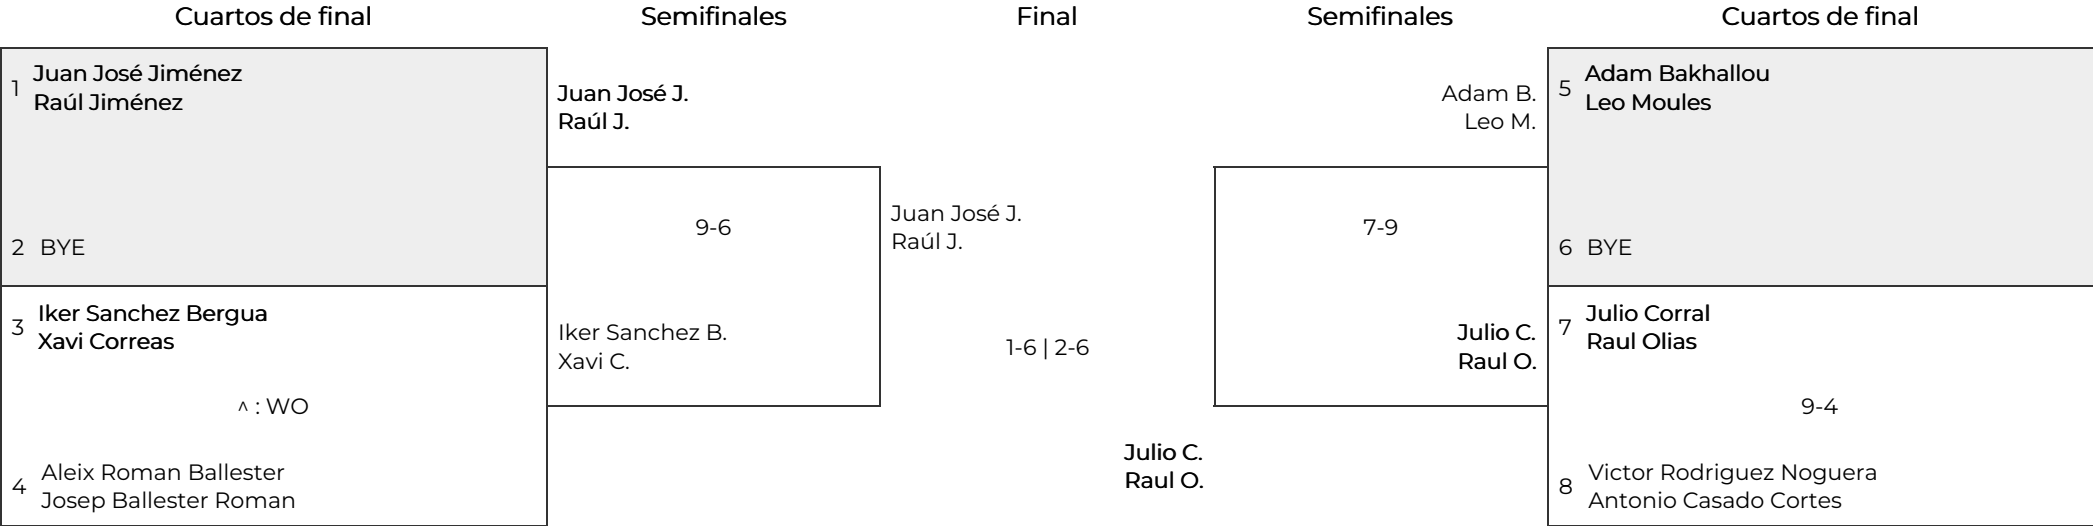 Cuartos de final
Semifinales
Final
Semifinales
Cuartos de final
1
Juan José Jiménez
Raúl Jiménez
2 BYE
3
Iker Sanchez Bergua
Xavi Correas
^ : WO
4
Aleix Roman Ballester
Josep Ballester Roman
Juan José J.
Raúl J.
9-6
Iker Sanchez B.
Xavi C.
Juan José J.
Raúl J.
1-6 | 2-6
Julio C.
Raul O.
Adam B.
Leo M.
7-9
Julio C.
Raul O.
5
Adam Bakhallou
Leo Moules
6 BYE
7
Julio Corral
Raul Olias
9-4
8
Victor Rodriguez Noguera
Antonio Casado Cortes